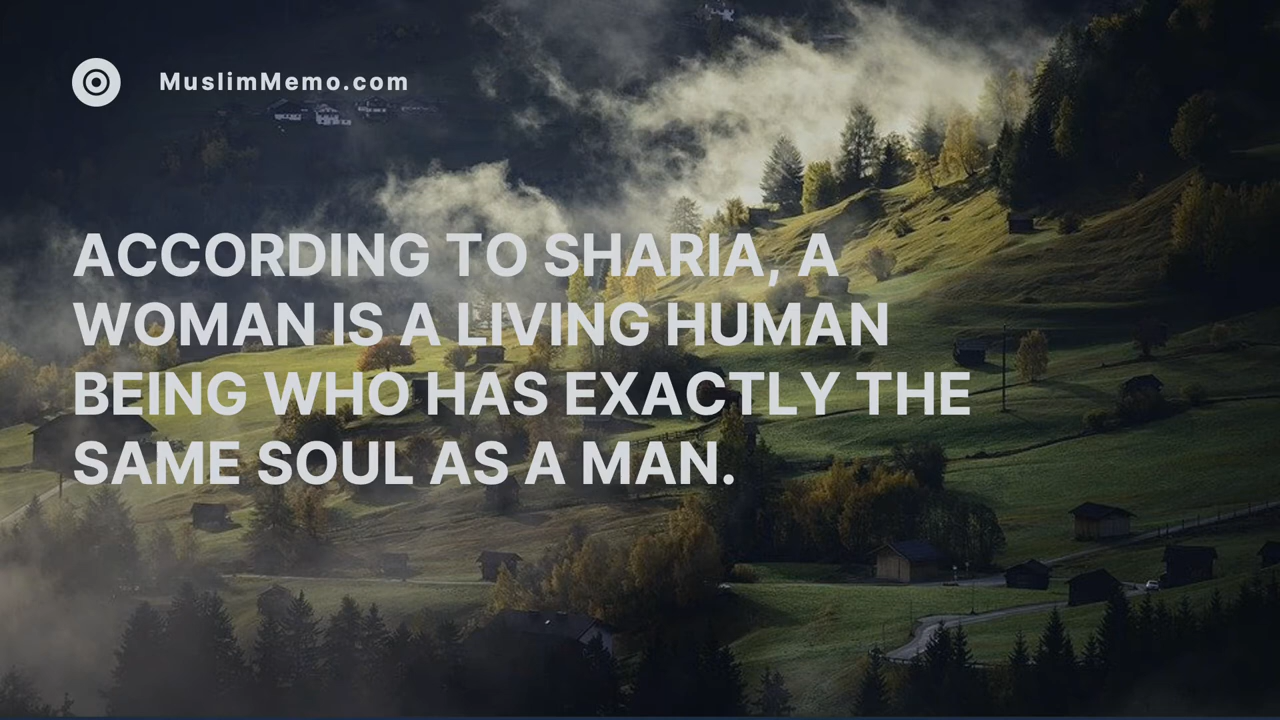 MuslimMemo.com
ACCORDING TO SHARIA, A
WOMAN IS A LIVING HUMAN
BEING WHO HAS EXACTLY THE
SAME SOUL AS A MAN.